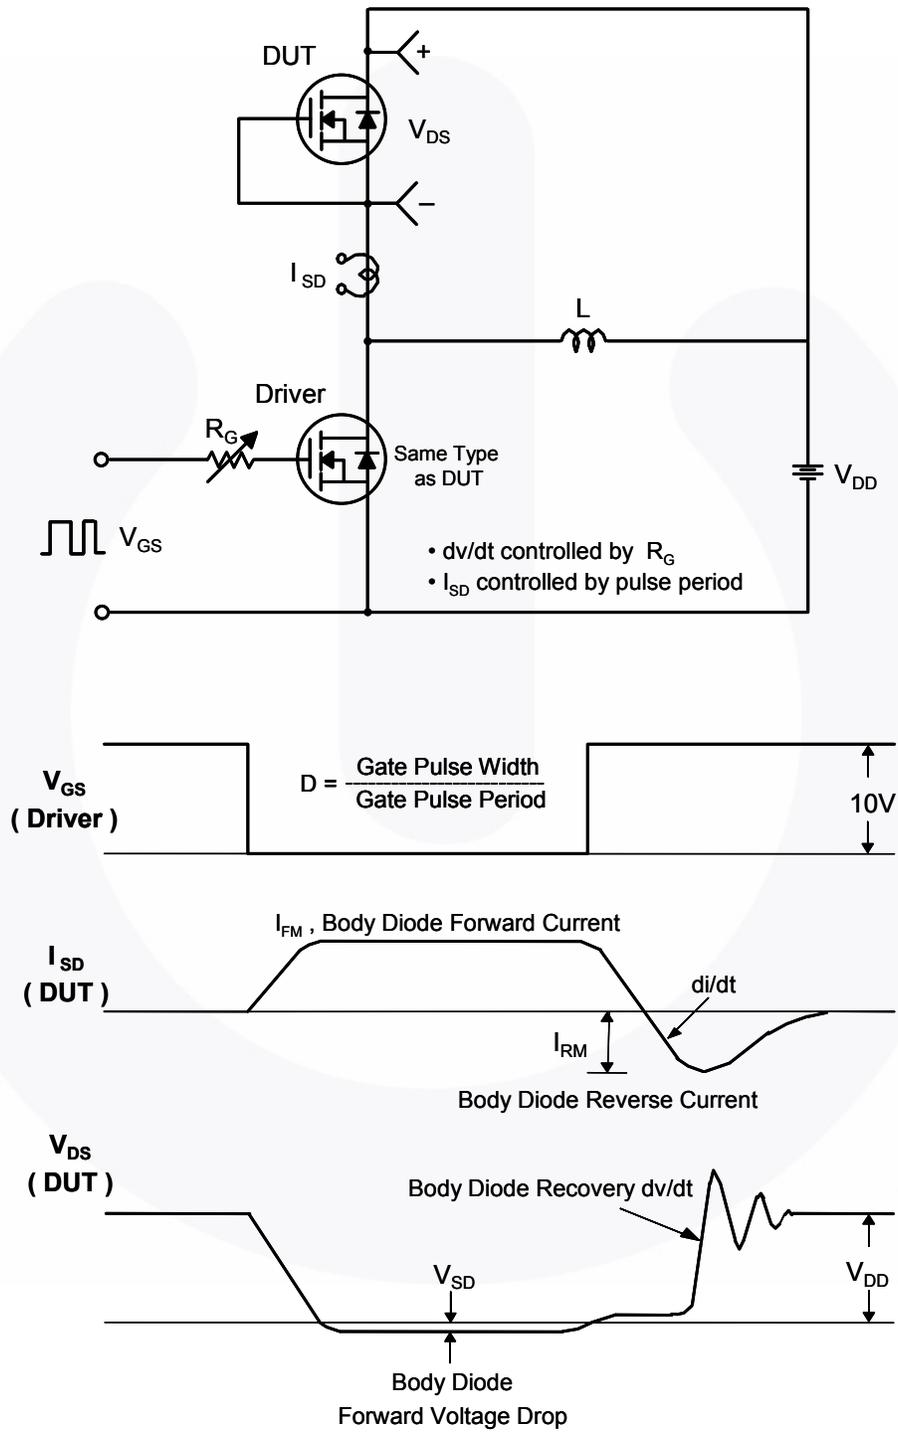 DUT
+
V_DS
–
I_SD
L
Driver
R_G
Same Type
as DUT
V_DD
V_GS
• dv/dt controlled by R_G
• I_SD controlled by pulse period
V_GS
( Driver )
D = Gate Pulse Width
Gate Pulse Period
10V
I_FM , Body Diode Forward Current
I_SD
( DUT )
di/dt
I_RM
Body Diode Reverse Current
V_DS
( DUT )
Body Diode Recovery dv/dt
V_SD
V_DD
Body Diode
Forward Voltage Drop